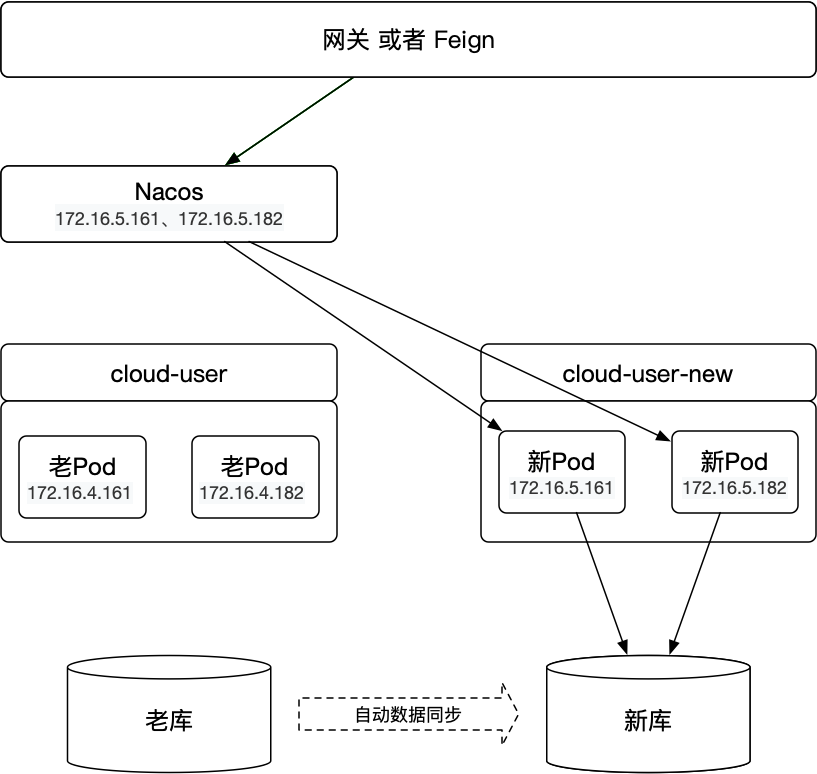 网关 或者 Feign
Nacos
172.16.5.161、172.16.5.182
cloud-user
cloud-user-new
老Pod
172.16.4.161
老Pod
172.16.4.182
新Pod
172.16.5.161
新Pod
172.16.5.182
老库
自动数据同步
新库